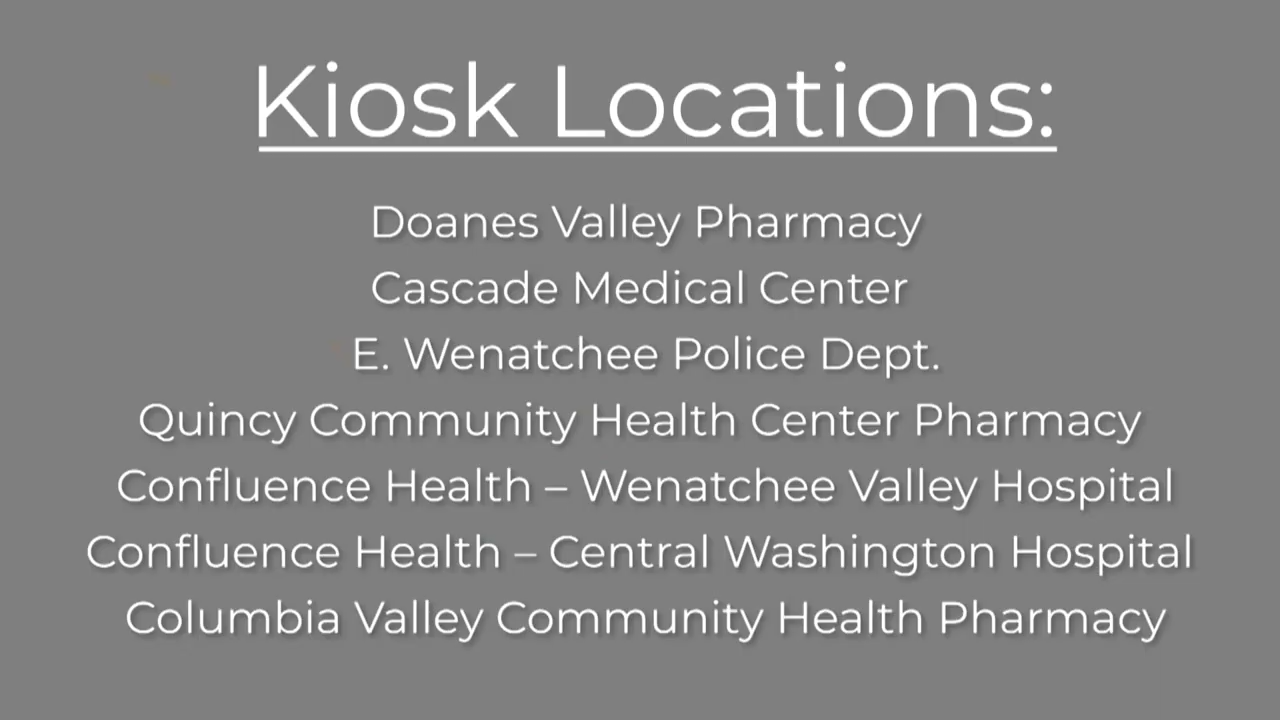 Kiosk Locations:
Doanes Valley Pharmacy
Cascade Medical Center
E. Wenatchee Police Dept.
Quincy Community Health Center Pharmacy
Confluence Health – Wenatchee Valley Hospital
Confluence Health – Central Washington Hospital
Columbia Valley Community Health Pharmacy